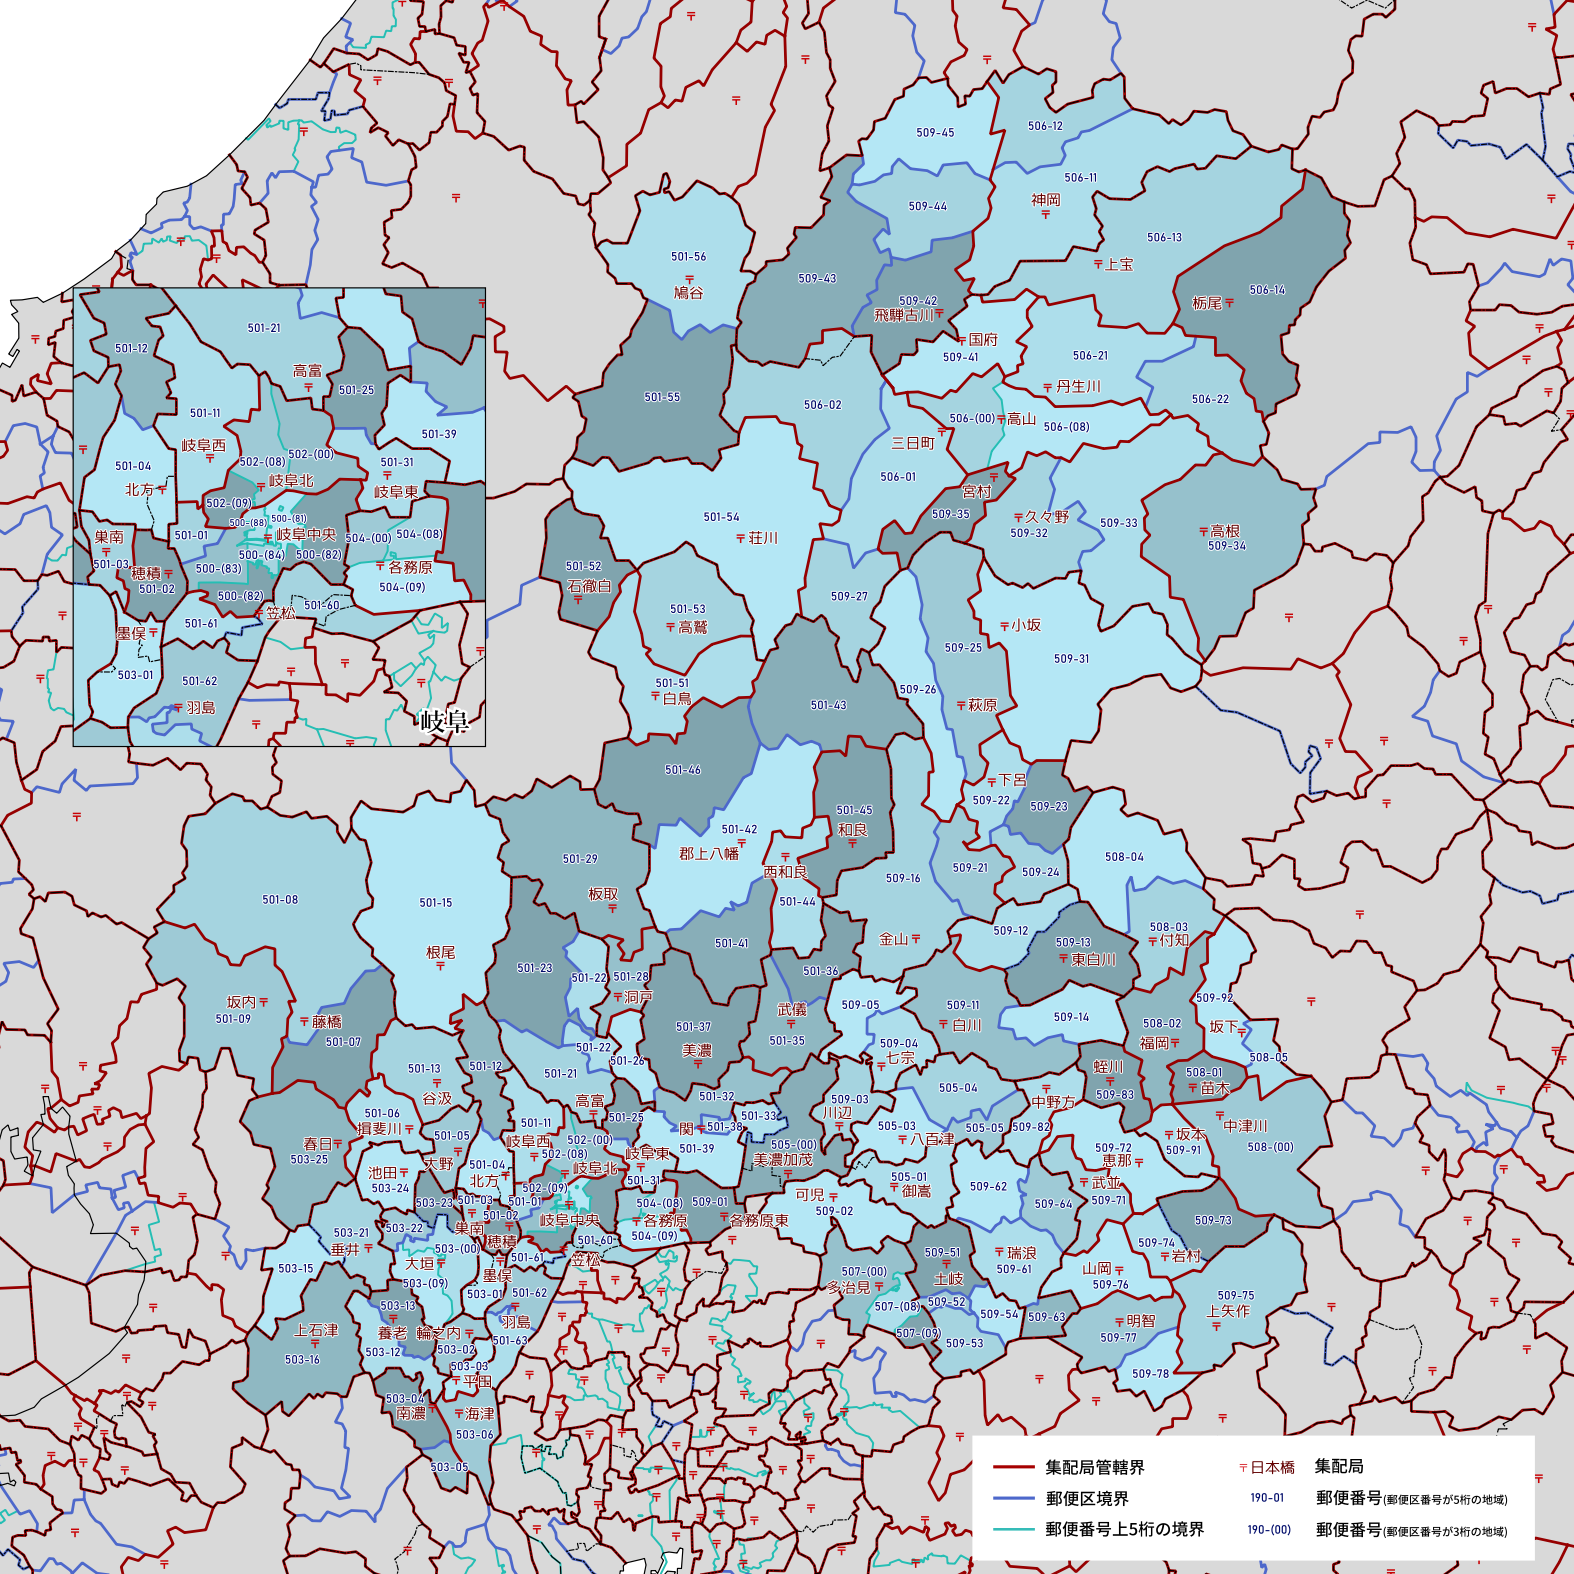 509-45
506-12
506-11
509-44
神岡
506-13
501-56
上宝
509-43
506-14
鳩谷
509-42
栃尾
飛騨古川
国府
509-41
506-21
丹生川
501-55
506-02
506-22
506-(00)
高山
506-(08)
三日町
506-01
宮村
509-35
501-54
荘川
久々野
509-32
509-33
高根
509-34
501-52
石徹白
509-27
501-53
高鷲
小坂
509-25
509-31
501-51
白鳥
509-26
501-43
萩原
501-46
下呂
509-22
509-23
501-45
和良
501-42
郡上八幡
501-29
西和良
509-21
509-24
508-04
509-16
板取
501-08
501-15
501-44
509-12
508-03
付知
501-41
金山
509-13
東白川
根尾
501-23
501-22
501-28
洞戸
501-36
坂内
501-09
509-05
509-11
509-92
藤橋
武儀
白川
509-14
508-02
坂下
501-07
501-37
501-35
福岡
美濃
501-22
501-26
509-04
七宗
508-05
501-13
501-12
501-21
蛭川
508-01
苗木
谷汲
高富
501-32
509-03
505-04
509-83
501-06
揖斐川
501-11
501-25
501-33
川辺
中野方
関
501-38
505-03
505-05
509-82
坂本
中津川
春日
503-25
501-05
岐阜西
502-(00)
502-(08)
岐阜東
501-39
505-(00)
美濃加茂
八百津
509-72
恵那
509-91
508-(00)
大野
501-04
北方
岐阜北
501-31
池田
503-24
505-01
御嵩
509-62
武並
509-71
503-23
501-03
502-(09)
501-01
504-(08)
509-01
可児
509-02
509-64
503-22
巣南
501-02
穂積
岐阜中央
各務原
504-(09)
各務原東
509-73
503-21
垂井
503-(00)
501-60
笠松
509-74
岩村
503-15
大垣
501-61
墨俣
509-51
土岐
瑞浪
509-61
山岡
509-76
503-(09)
503-01
501-62
507-(00)
多治見
509-75
上矢作
503-13
羽島
507-(08)
509-52
509-54
509-63
明智
上石津
503-16
養老
輪之内
501-63
507-(09)
509-53
509-77
503-12
503-02
503-03
平田
509-78
503-04
南濃
海津
503-06
503-05
501-21
501-12
高富
501-25
501-11
501-39
岐阜西
502-(08)
502-(00)
501-31
501-04
北方
岐阜北
岐阜東
502-(09)
500-(88)
500-(81)
岐阜中央
巣南
501-01
504-(00)
504-(08)
501-03
穂積
501-02
500-(84)
500-(82)
各務原
500-(83)
504-(09)
500-(82)
501-60
笠松
501-61
墨俣
503-01
501-62
羽島
岐阜
集配局管轄界
〒日本橋 集配局
郵便区境界
190-01 郵便番号(郵便区番号が5桁の地域)
郵便番号上5桁の境界
190-(00) 郵便番号(郵便区番号が3桁の地域)